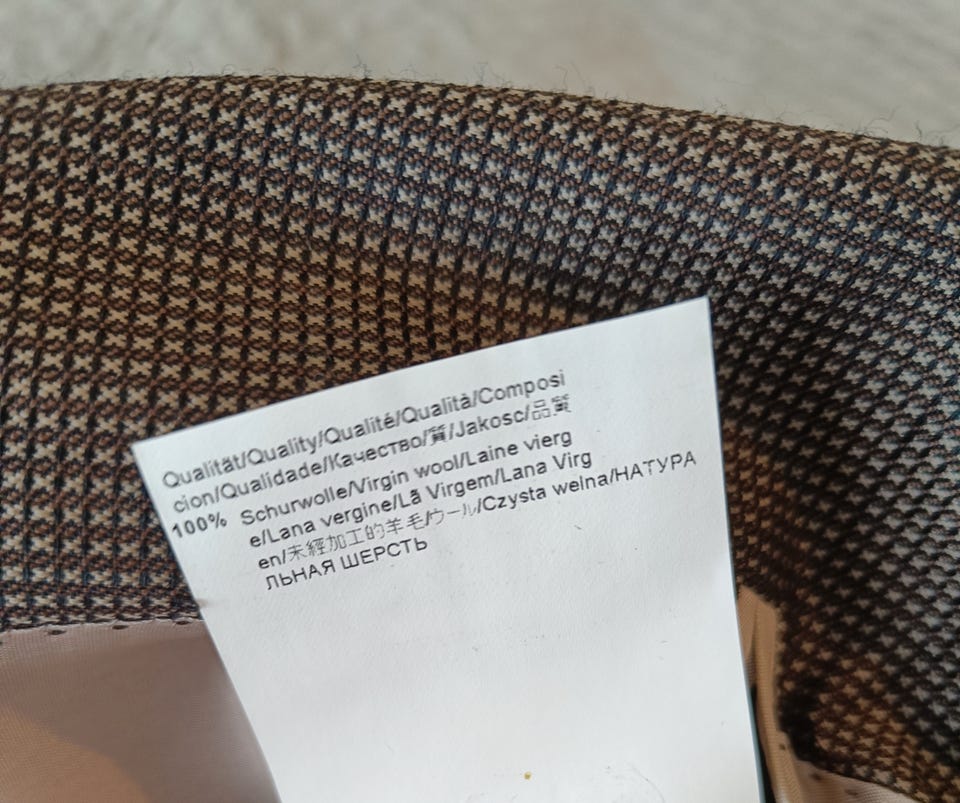 Qualität/Quality/Qualité/Qualità/Composi
cion/Qualidade/Качество/質/Jakosc/品質
100% Schurwolle/Virgin wool/Laine vierg
e/Lana vergine/Lã Virgem/Lana Virg
en/未經加工的羊毛/ウール/Czysta welna/НАТУРА
ЛЬНАЯ ШЕРСТЬ